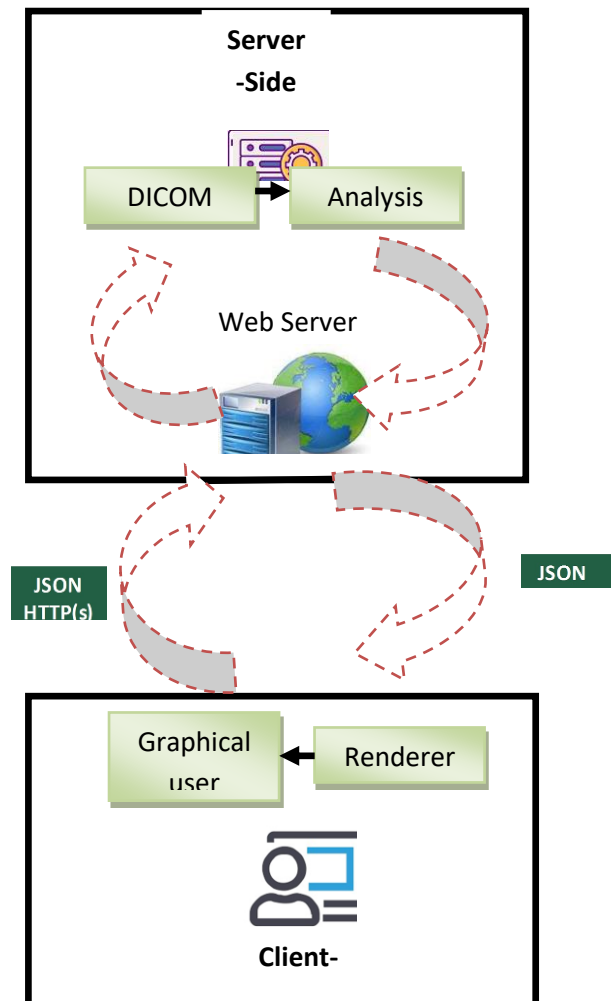 Server
-Side
DICOM
Analysis
Web Server
JSON
HTTP(s)
JSON
Graphical
user
Renderer
Client-